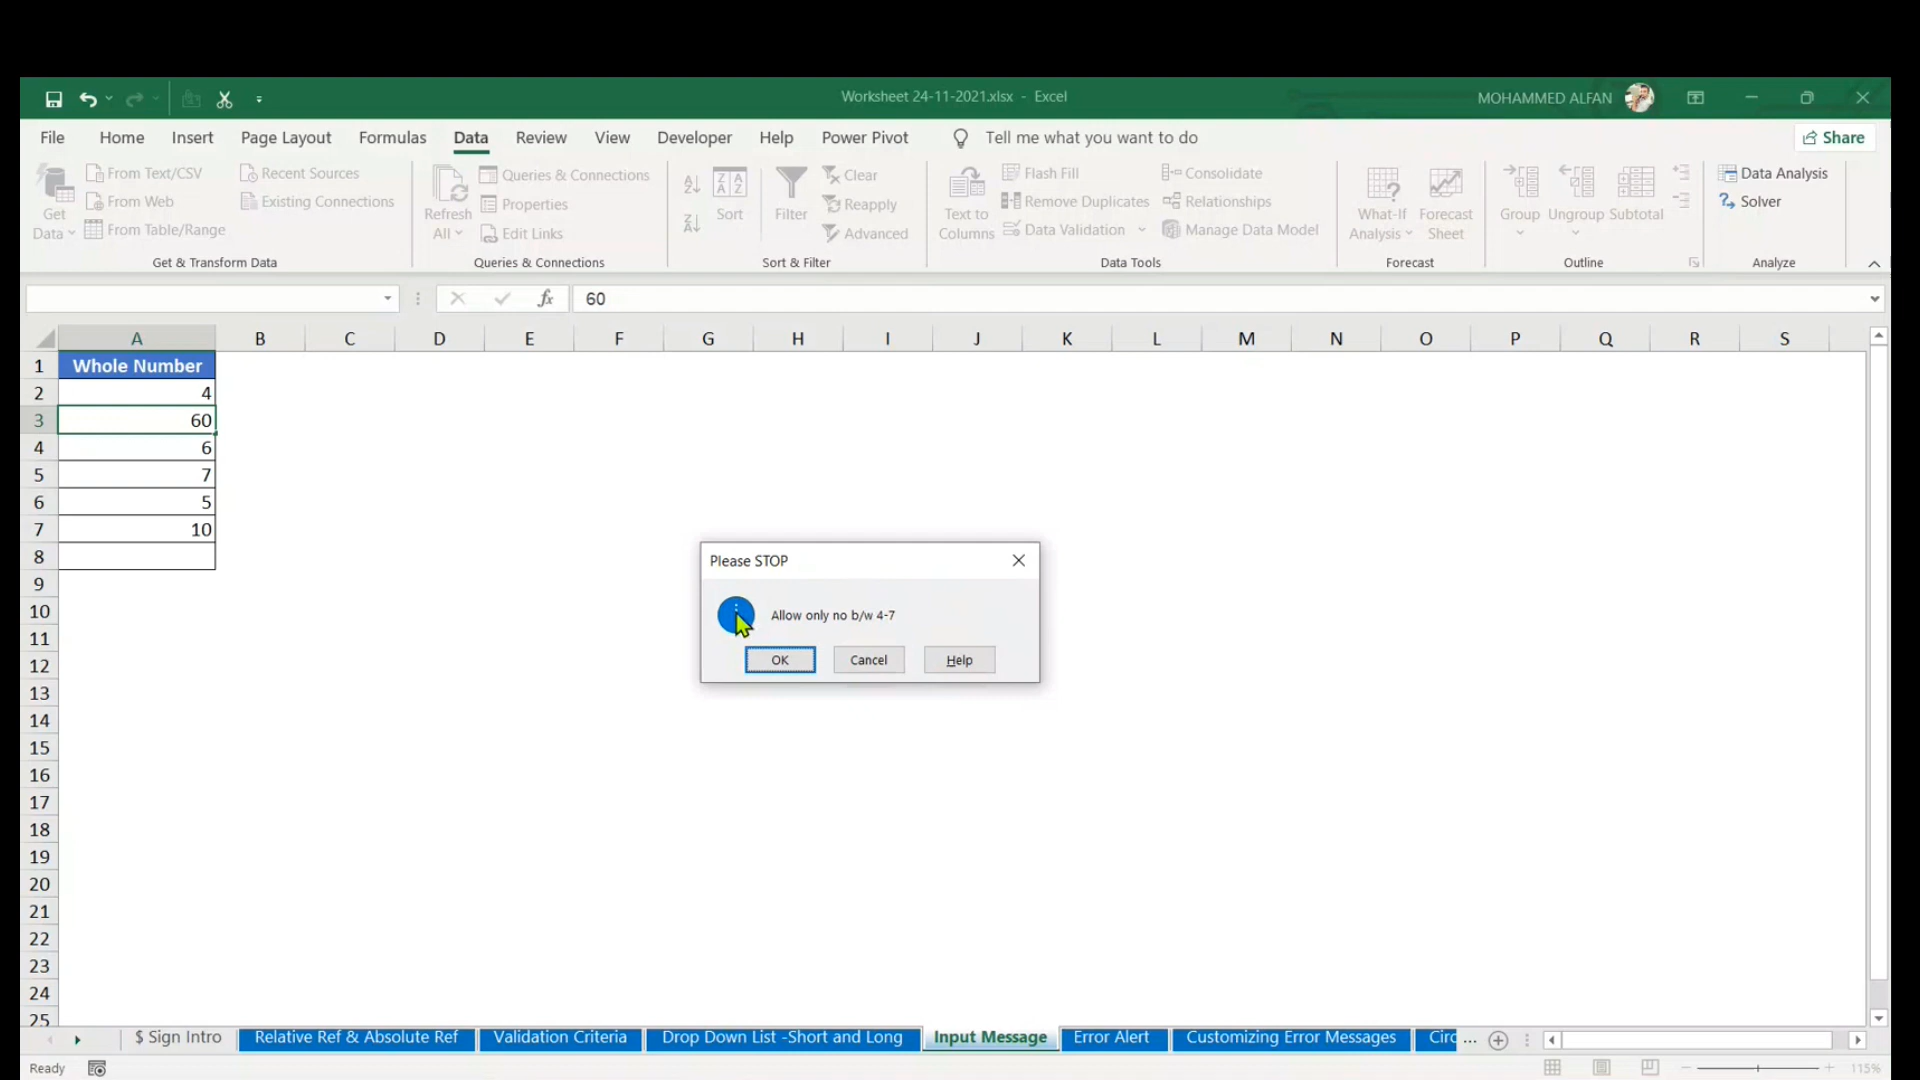 Worksheet 24-11-2021.xlsx - Excel
MOHAMMED ALFAN
File Home Insert Page Layout Formulas Data Review View Developer Help Power Pivot Tell me what you want to do Share
Get Data
From Text/CSV
From Web
From Table/Range
Recent Sources
Existing Connections
Get & Transform Data
Refresh All
Queries & Connections
Properties
Edit Links
Queries & Connections
Sort
Filter
Clear
Reapply
Advanced
Sort & Filter
Text to Columns
Flash Fill
Remove Duplicates
Data Validation
Consolidate
Relationships
Manage Data Model
Data Tools
What-If Analysis
Forecast Sheet
Forecast
Group
Ungroup
Subtotal
Outline
Data Analysis
Solver
Analyze
fx 60
A B C D E F G H I J K L M N O P Q R S
1 Whole Number
2 4
3 60
4 6
5 7
6 5
7 10
8
9
10
11
12
13
14
15
16
17
18
19
20
21
22
23
24
25
Please STOP
Allow only no b/w 4-7
OK Cancel Help
$ Sign Intro Relative Ref & Absolute Ref Validation Criteria Drop Down List -Short and Long Input Message Error Alert Customizing Error Messages Circ ...
Ready 115%